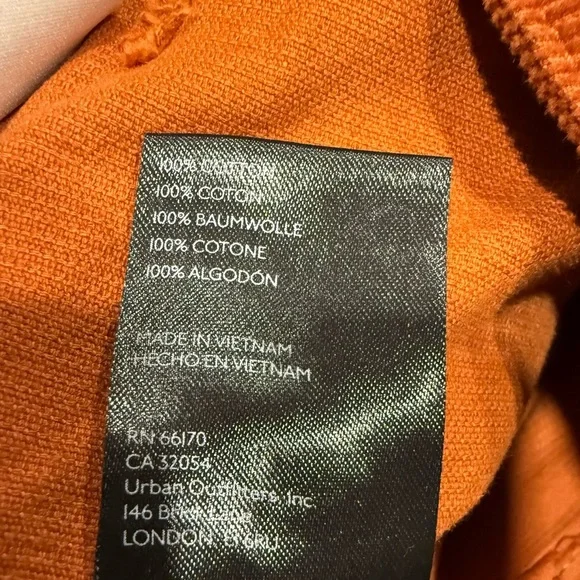 100% COTTON
100% COTON
100% BAUMWOLLE
100% COTONE
100% ALGODÓN
MADE IN VIETNAM
HECHO EN VIETNAM
RN 66170
CA 32054
Urban Outfitters, Inc.
146 Brick Lane
LONDON E1 6RU